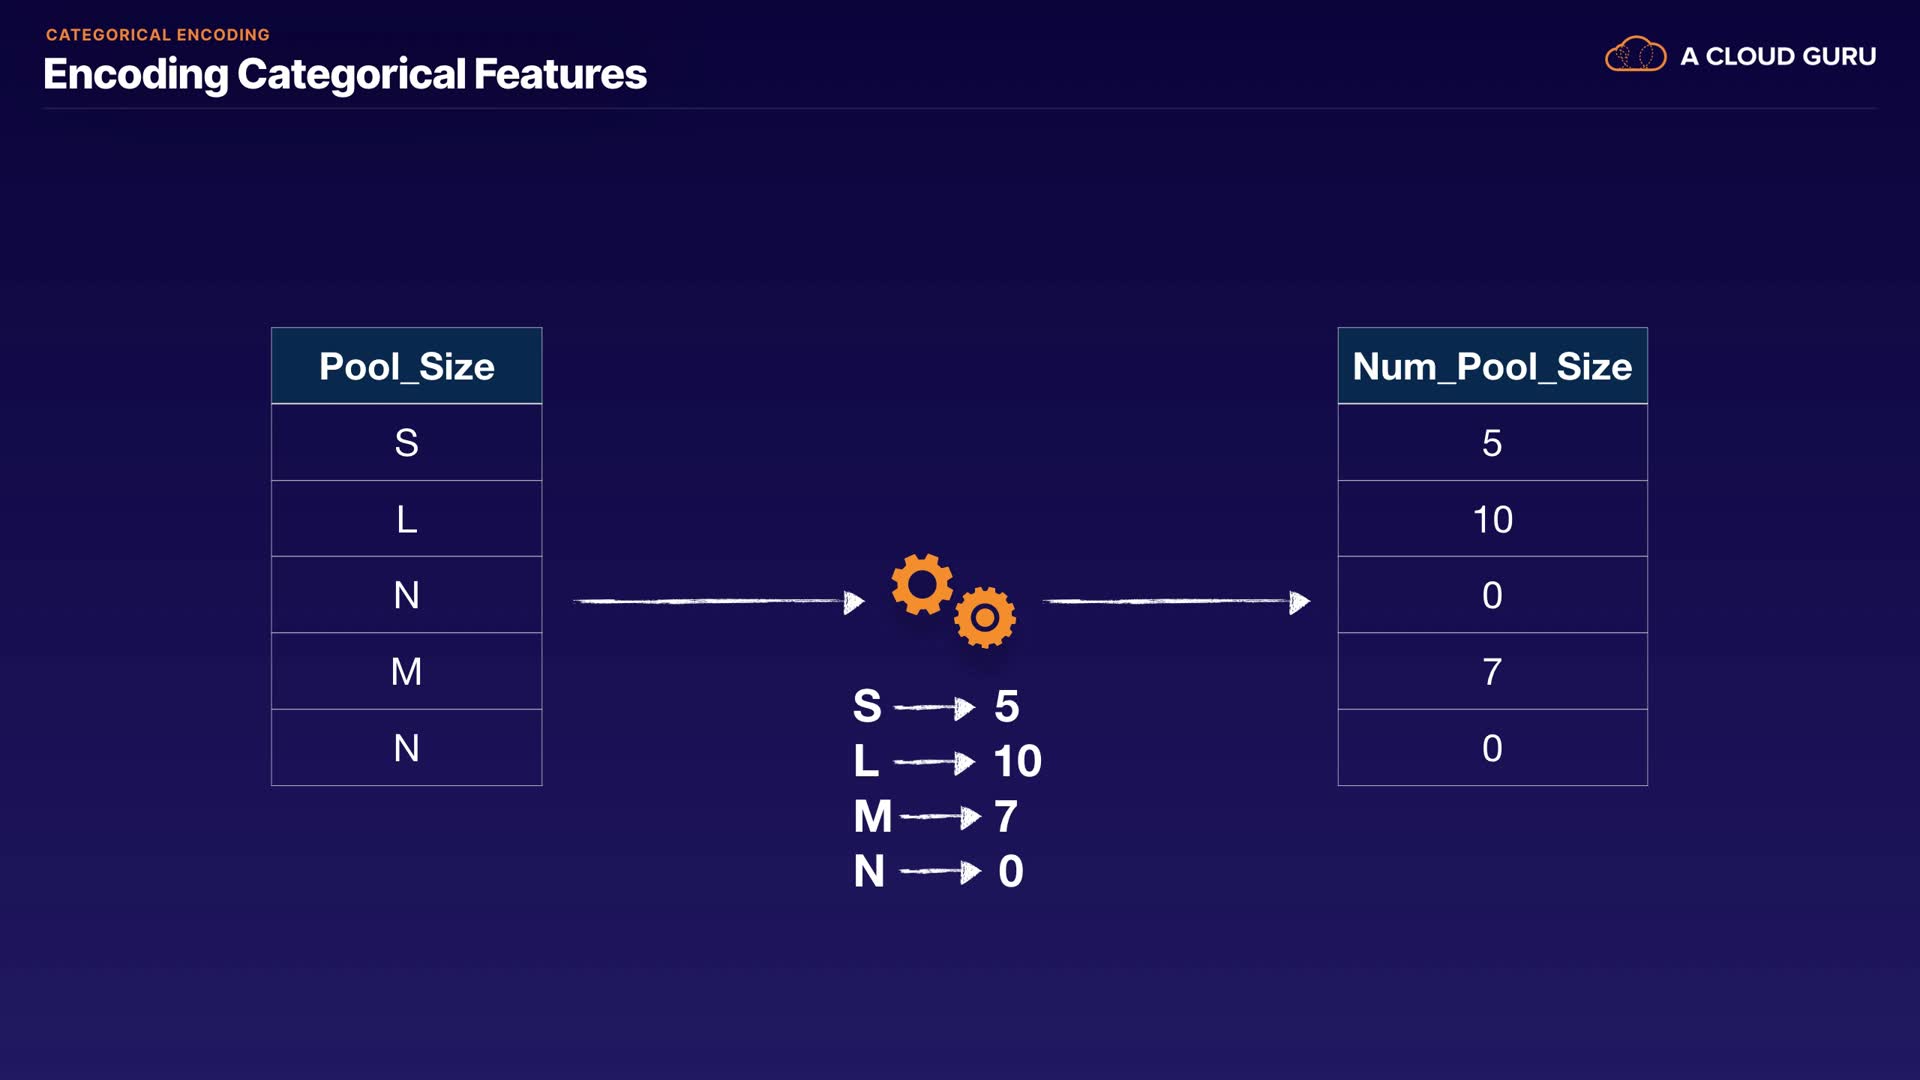 CATEGORICAL ENCODING
Encoding Categorical Features
A CLOUD GURU
Pool_Size
S
L
N
M
N
S 5
L 10
M 7
N 0
Num_Pool_Size
5
10
0
7
0